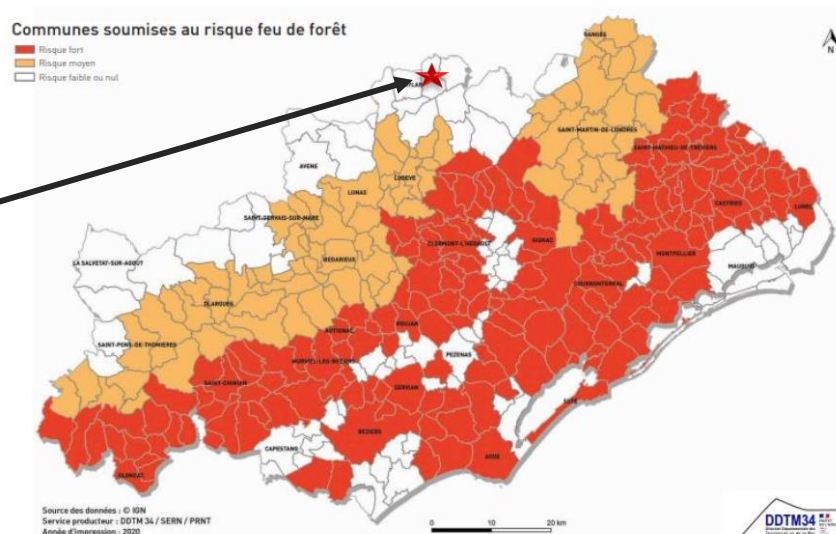 Communes soumises au risque feu de forêt
Risque fort
Risque moyen
Risque faible ou nul
N
GANGES
SAINT-MARTIN-DE-LONDRES
SAINT-MATHIEU-DE-TREVIERS
AVENE
LODEVE
LUNAS
CASTRIES
LUNEL
SAINT-GERVAIS-SUR-MARE
CLERMONT-L'HERAULT
GIGNAC
MONTPELLIER
MAUGUIO
LA SALVETAT-SUR-AGOUT
BEDARIEUX
OLARGUES
ROUJAN
SAINT-PONS-DE-THOMIERES
MURVIEL-LES-BEZIERS
PEZENAS
SAINT-CHINIAN
SERVIAN
SETE
BEZIERS
CAPESTANG
AGDE
OLONZAC
Source des données : © IGN
Service producteur : DDTM 34 / SERN / PRNT
Année d'impression : 2020
0 10 20 km
DDTM34